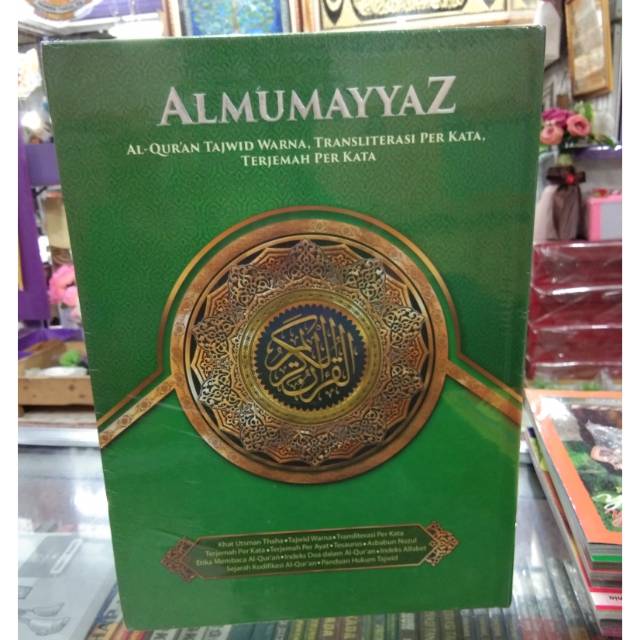 ALMUMAYYAZ
AL-QUR'AN TAJWID WARNA, TRANSLITERASI PER KATA,
TERJEMAH PER KATA
القرآن الكريم
Khat Utsman Thaha•Tajwid Warna•Transliterasi Per Kata
Terjemah Per Kata•Terjemah Per Ayat•Tesaurus•Asbabun Nuzul
Etika Membaca Al-Qur'an•Indeks Doa dalam Al-Qur'an•Indeks Alfabet
Sejarah Kodifikasi Al-Qur'an•Panduan Hukum Tajwid